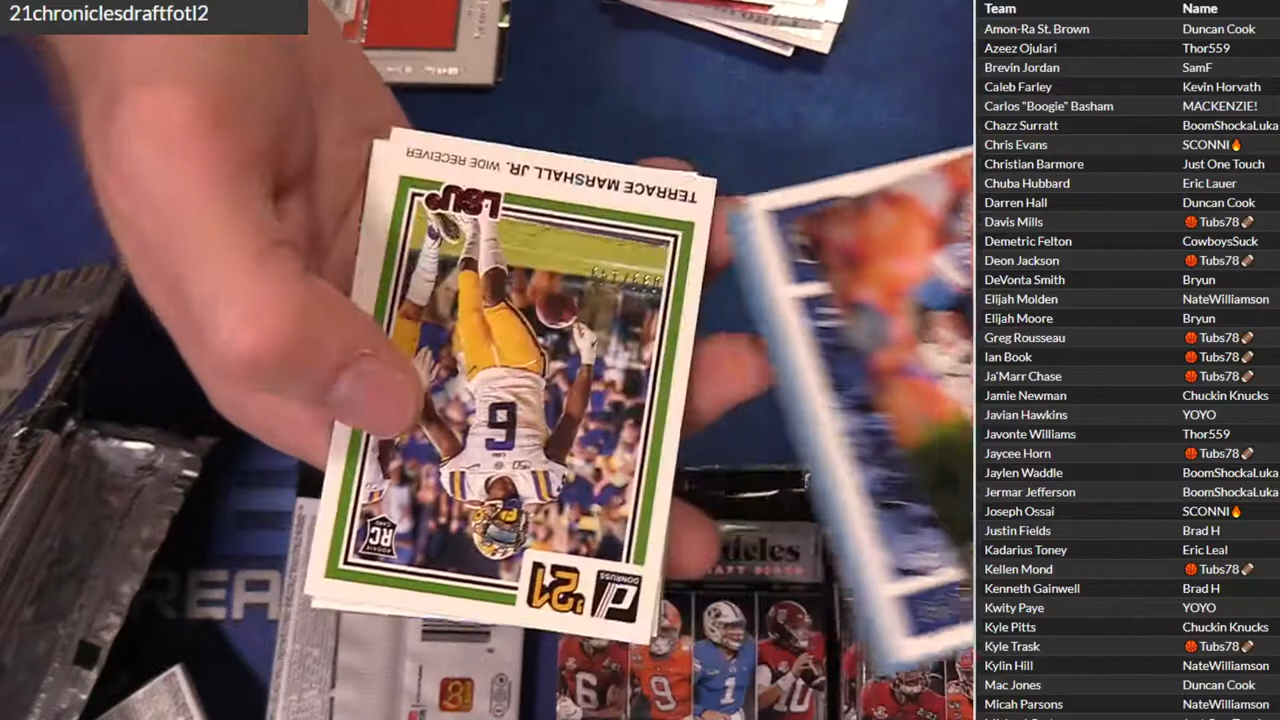 21chroniclesdraftfotl2
TERRACE MARSHALL JR. WIDE RECEIVER
LSU
6
RC
'21
DONRUSS
REA
6
9
1
10
Team Name
Amon-Ra St. Brown Duncan Cook
Azeez Ojulari Thor559
Brevin Jordan SamF
Caleb Farley Kevin Horvath
Carlos "Boogie" Basham MACKENZIE!
Chazz Surratt BoomShockaLuka
Chris Evans SCONNI🔥
Christian Barmore Just One Touch
Chuba Hubbard Eric Lauer
Darren Hall Duncan Cook
Davis Mills 🏀Tubs78🏈
Demetric Felton CowboysSuck
Deon Jackson 🏀Tubs78🏈
DeVonta Smith Bryun
Elijah Molden NateWilliamson
Elijah Moore Bryun
Greg Rousseau 🏀Tubs78🏈
Ian Book 🏀Tubs78🏈
Ja'Marr Chase 🏀Tubs78🏈
Jamie Newman Chuckin Knucks
Javian Hawkins YOYO
Javonte Williams Thor559
Jaycee Horn 🏀Tubs78🏈
Jaylen Waddle BoomShockaLuka
Jermar Jefferson BoomShockaLuka
Joseph Ossai SCONNI🔥
Justin Fields Brad H
Kadarius Toney Eric Leal
Kellen Mond 🏀Tubs78🏈
Kenneth Gainwell Brad H
Kwity Paye YOYO
Kyle Pitts Chuckin Knucks
Kyle Trask 🏀Tubs78🏈
Kylin Hill NateWilliamson
Mac Jones Duncan Cook
Micah Parsons NateWilliamson